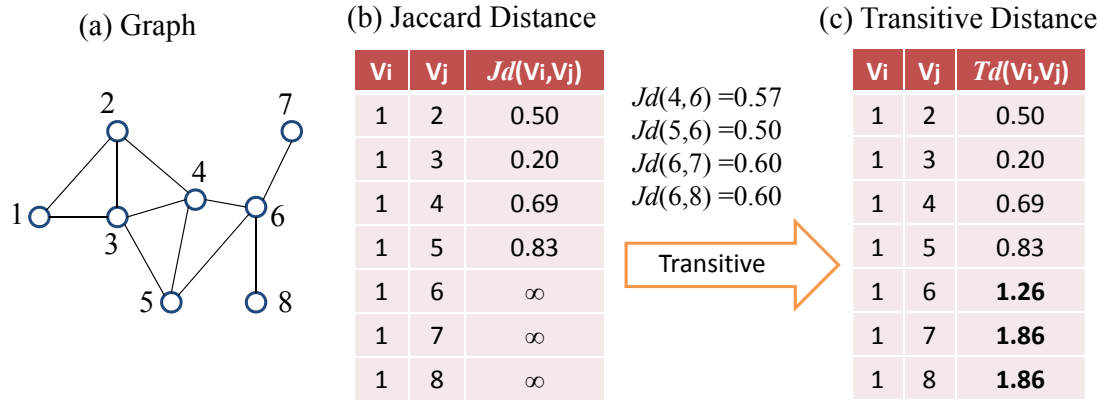 (a) Graph
1
2
3
4
5
6
7
8
(b) Jaccard Distance
Vi Vj Jd(Vi,Vj)
1 2 0.50
1 3 0.20
1 4 0.69
1 5 0.83
1 6 ∞
1 7 ∞
1 8 ∞
Jd(4,6) =0.57
Jd(5,6) =0.50
Jd(6,7) =0.60
Jd(6,8) =0.60
Transitive
(c) Transitive Distance
Vi Vj Td(Vi,Vj)
1 2 0.50
1 3 0.20
1 4 0.69
1 5 0.83
1 6 1.26
1 7 1.86
1 8 1.86